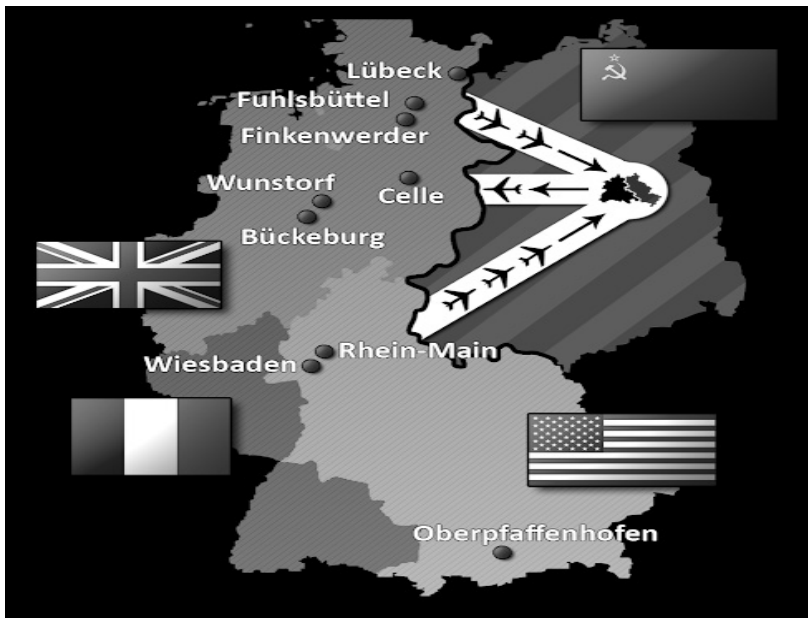 Lübeck
Fuhlsbüttel
Finkenwerder
Wunstorf
Celle
Bückeburg
Rhein-Main
Wiesbaden
Oberpfaffenhofen